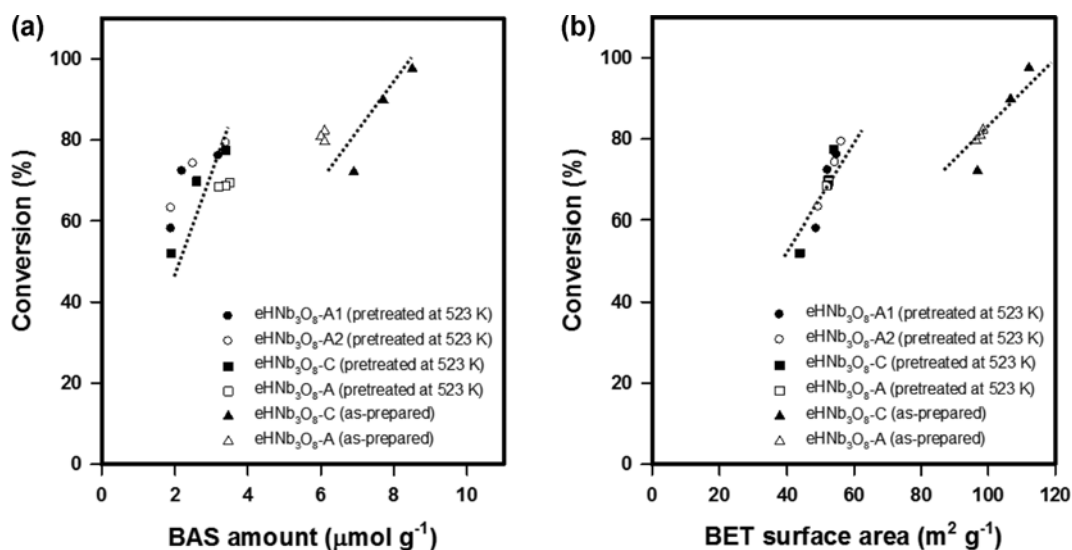 (a)
Conversion (%)
100
80
60
40
20
0
eHNb₃O₈-A1 (pretreated at 523 K)
eHNb₃O₈-A2 (pretreated at 523 K)
eHNb₃O₈-C (pretreated at 523 K)
eHNb₃O₈-A (pretreated at 523 K)
eHNb₃O₈-C (as-prepared)
eHNb₃O₈-A (as-prepared)
0 2 4 6 8 10
BAS amount (μmol g⁻¹)
(b)
Conversion (%)
100
80
60
40
20
0
eHNb₃O₈-A1 (pretreated at 523 K)
eHNb₃O₈-A2 (pretreated at 523 K)
eHNb₃O₈-C (pretreated at 523 K)
eHNb₃O₈-A (pretreated at 523 K)
eHNb₃O₈-C (as-prepared)
eHNb₃O₈-A (as-prepared)
0 20 40 60 80 100 120
BET surface area (m² g⁻¹)